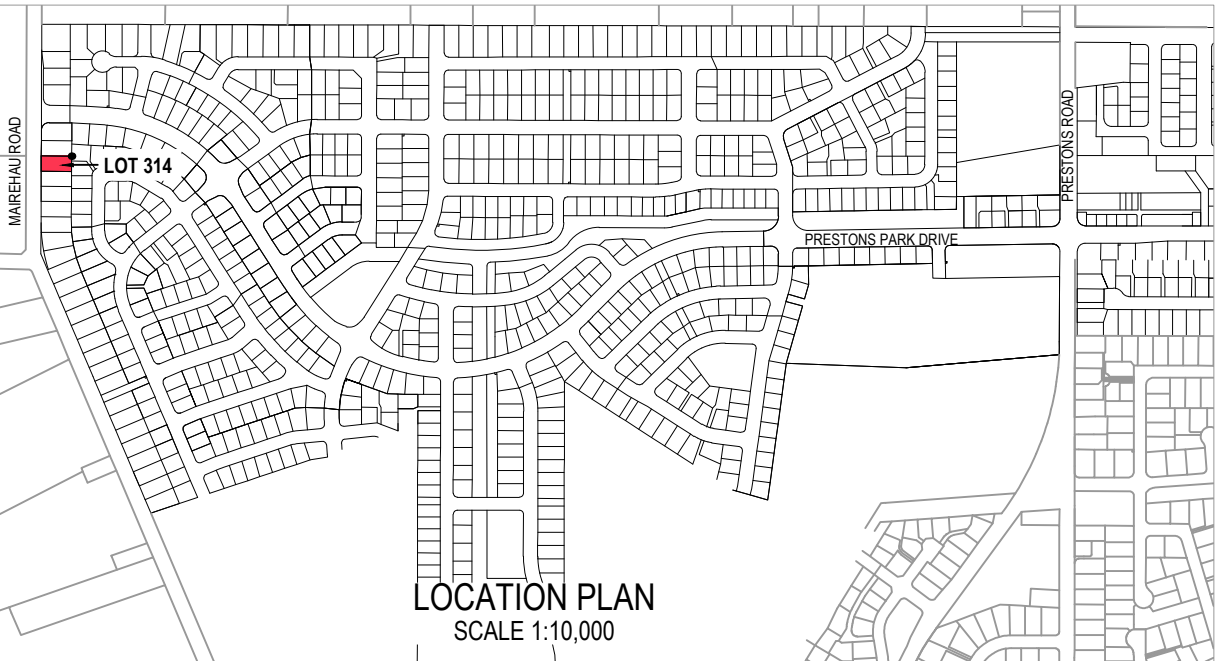 MAIREHAU ROAD
LOT 314
PRESTONS ROAD
PRESTONS PARK DRIVE
LOCATION PLAN
SCALE 1:10,000